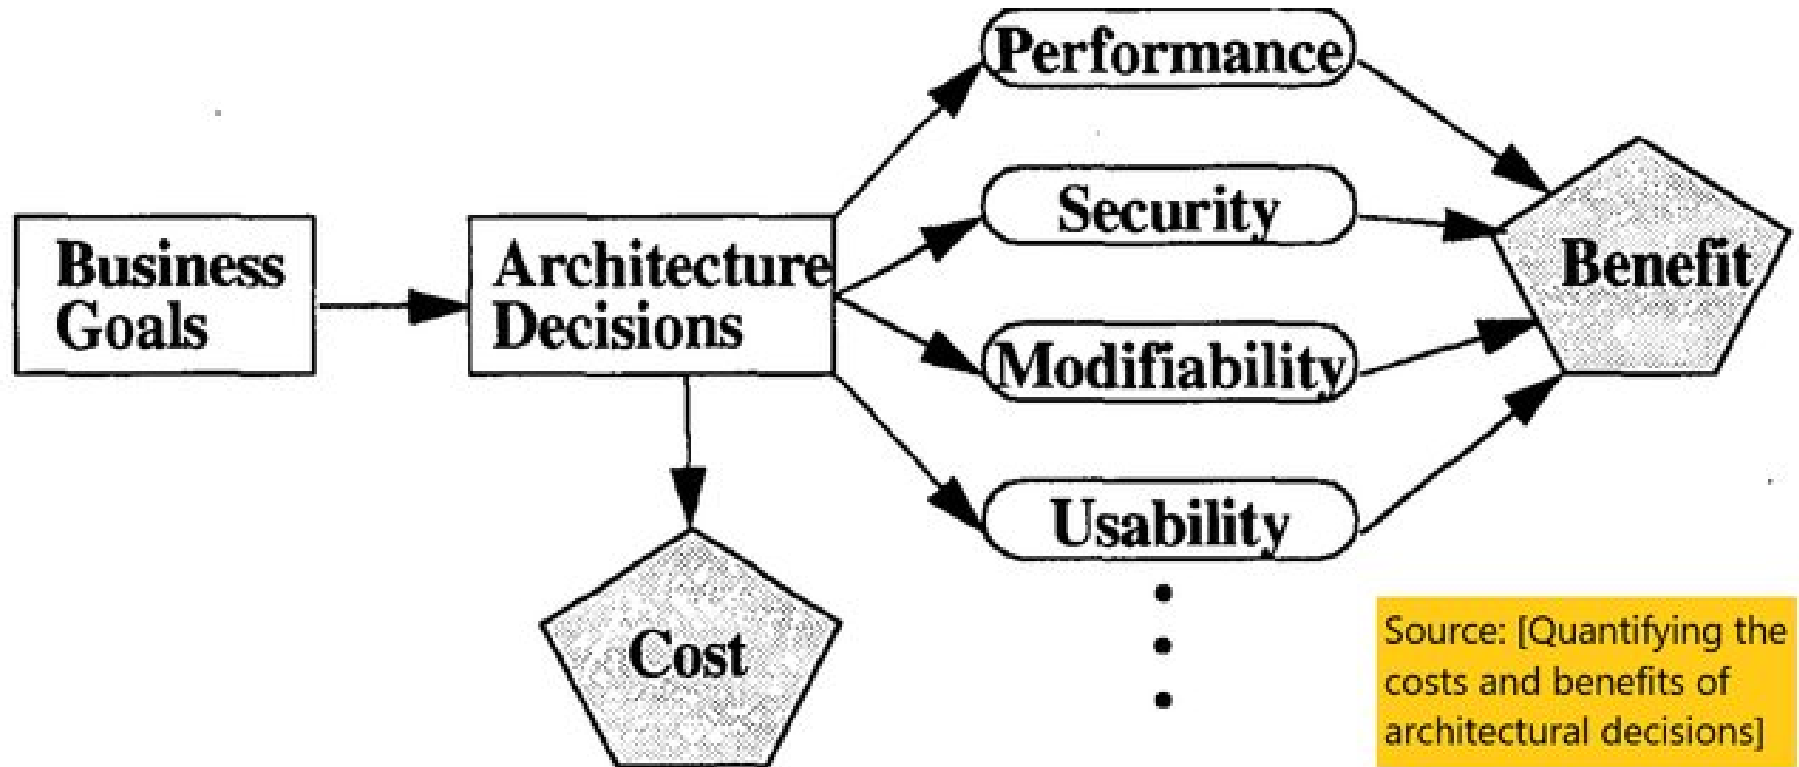 Performance
Security
Business
Goals
Architecture
Decisions
Benefit
Modifiability
Usability
Cost
Source: [Quantifying the
costs and benefits of
architectural decisions]